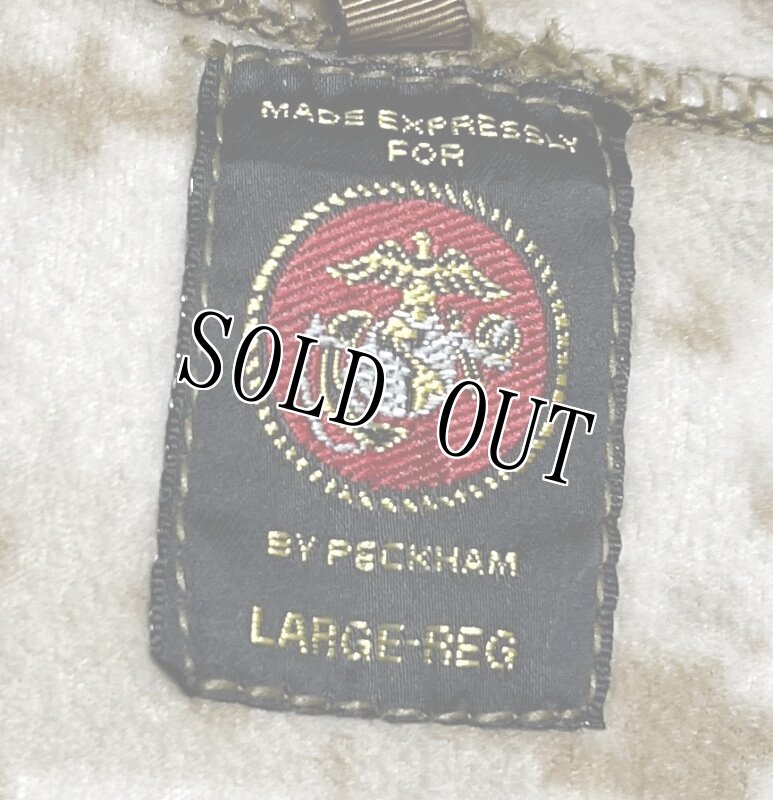 MADE EXPRESSLY
FOR
SOLD OUT
BY PECKHAM
LARGE-REG